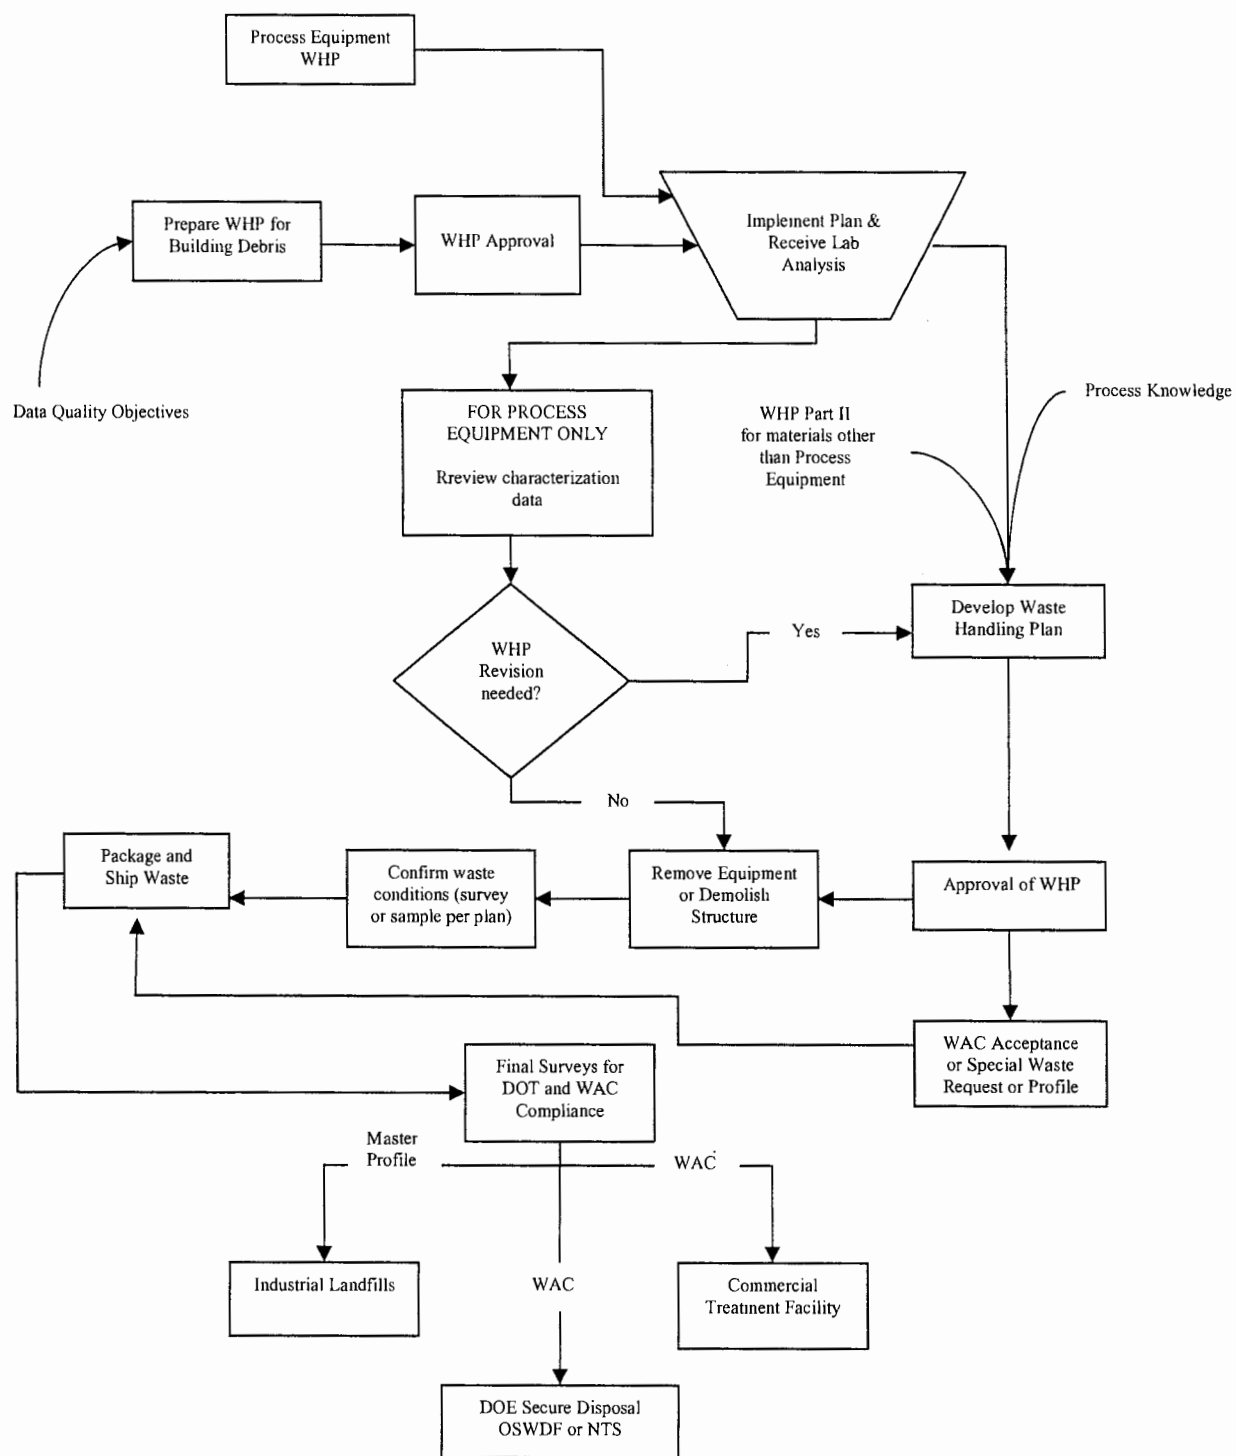 Process Equipment
WHP
Prepare WHP for
Building Debris
WHP Approval
Implement Plan &
Receive Lab
Analysis
Data Quality Objectives
FOR PROCESS
EQUIPMENT ONLY
Rreview characterization
data
WHP Part II
for materials other
than Process
Equipment
Process Knowledge
Develop Waste
Handling Plan
Yes
WHP
Revision
needed?
No
Package and
Ship Waste
Confirm waste
conditions (survey
or sample per plan)
Remove Equipment
or Demolish
Structure
Approval of WHP
WAC Acceptance
or Special Waste
Request or Profile
Final Surveys for
DOT and WAC
Compliance
Master
Profile
WAC
Industrial Landfills
WAC
Commercial
Treatment Facility
DOE Secure Disposal
OSWDF or NTS